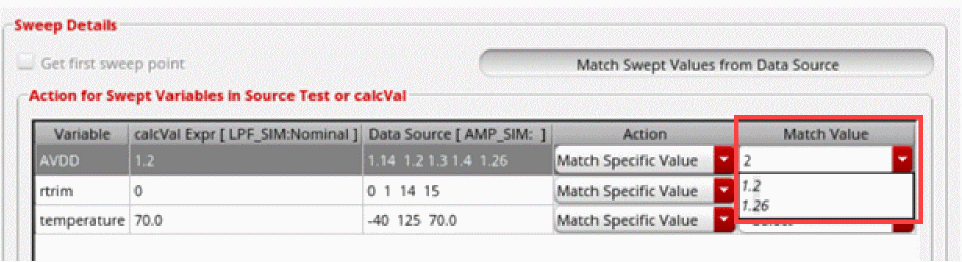 Sweep Details
Get first sweep point
Match Swept Values from Data Source
Action for Swept Variables in Source Test or calcVal
Variable calcVal Expr [ LPF_SIM:Nominal ] Data Source [ AMP_SIM: ] Action Match Value
AVDD 1.2 1.14 1.2 1.3 1.4 1.26 Match Specific Value 2
1.2
rtrim 0 0 1 14 15 Match Specific Value
1.26
temperature 70.0 -40 125 70.0 Match Specific Value